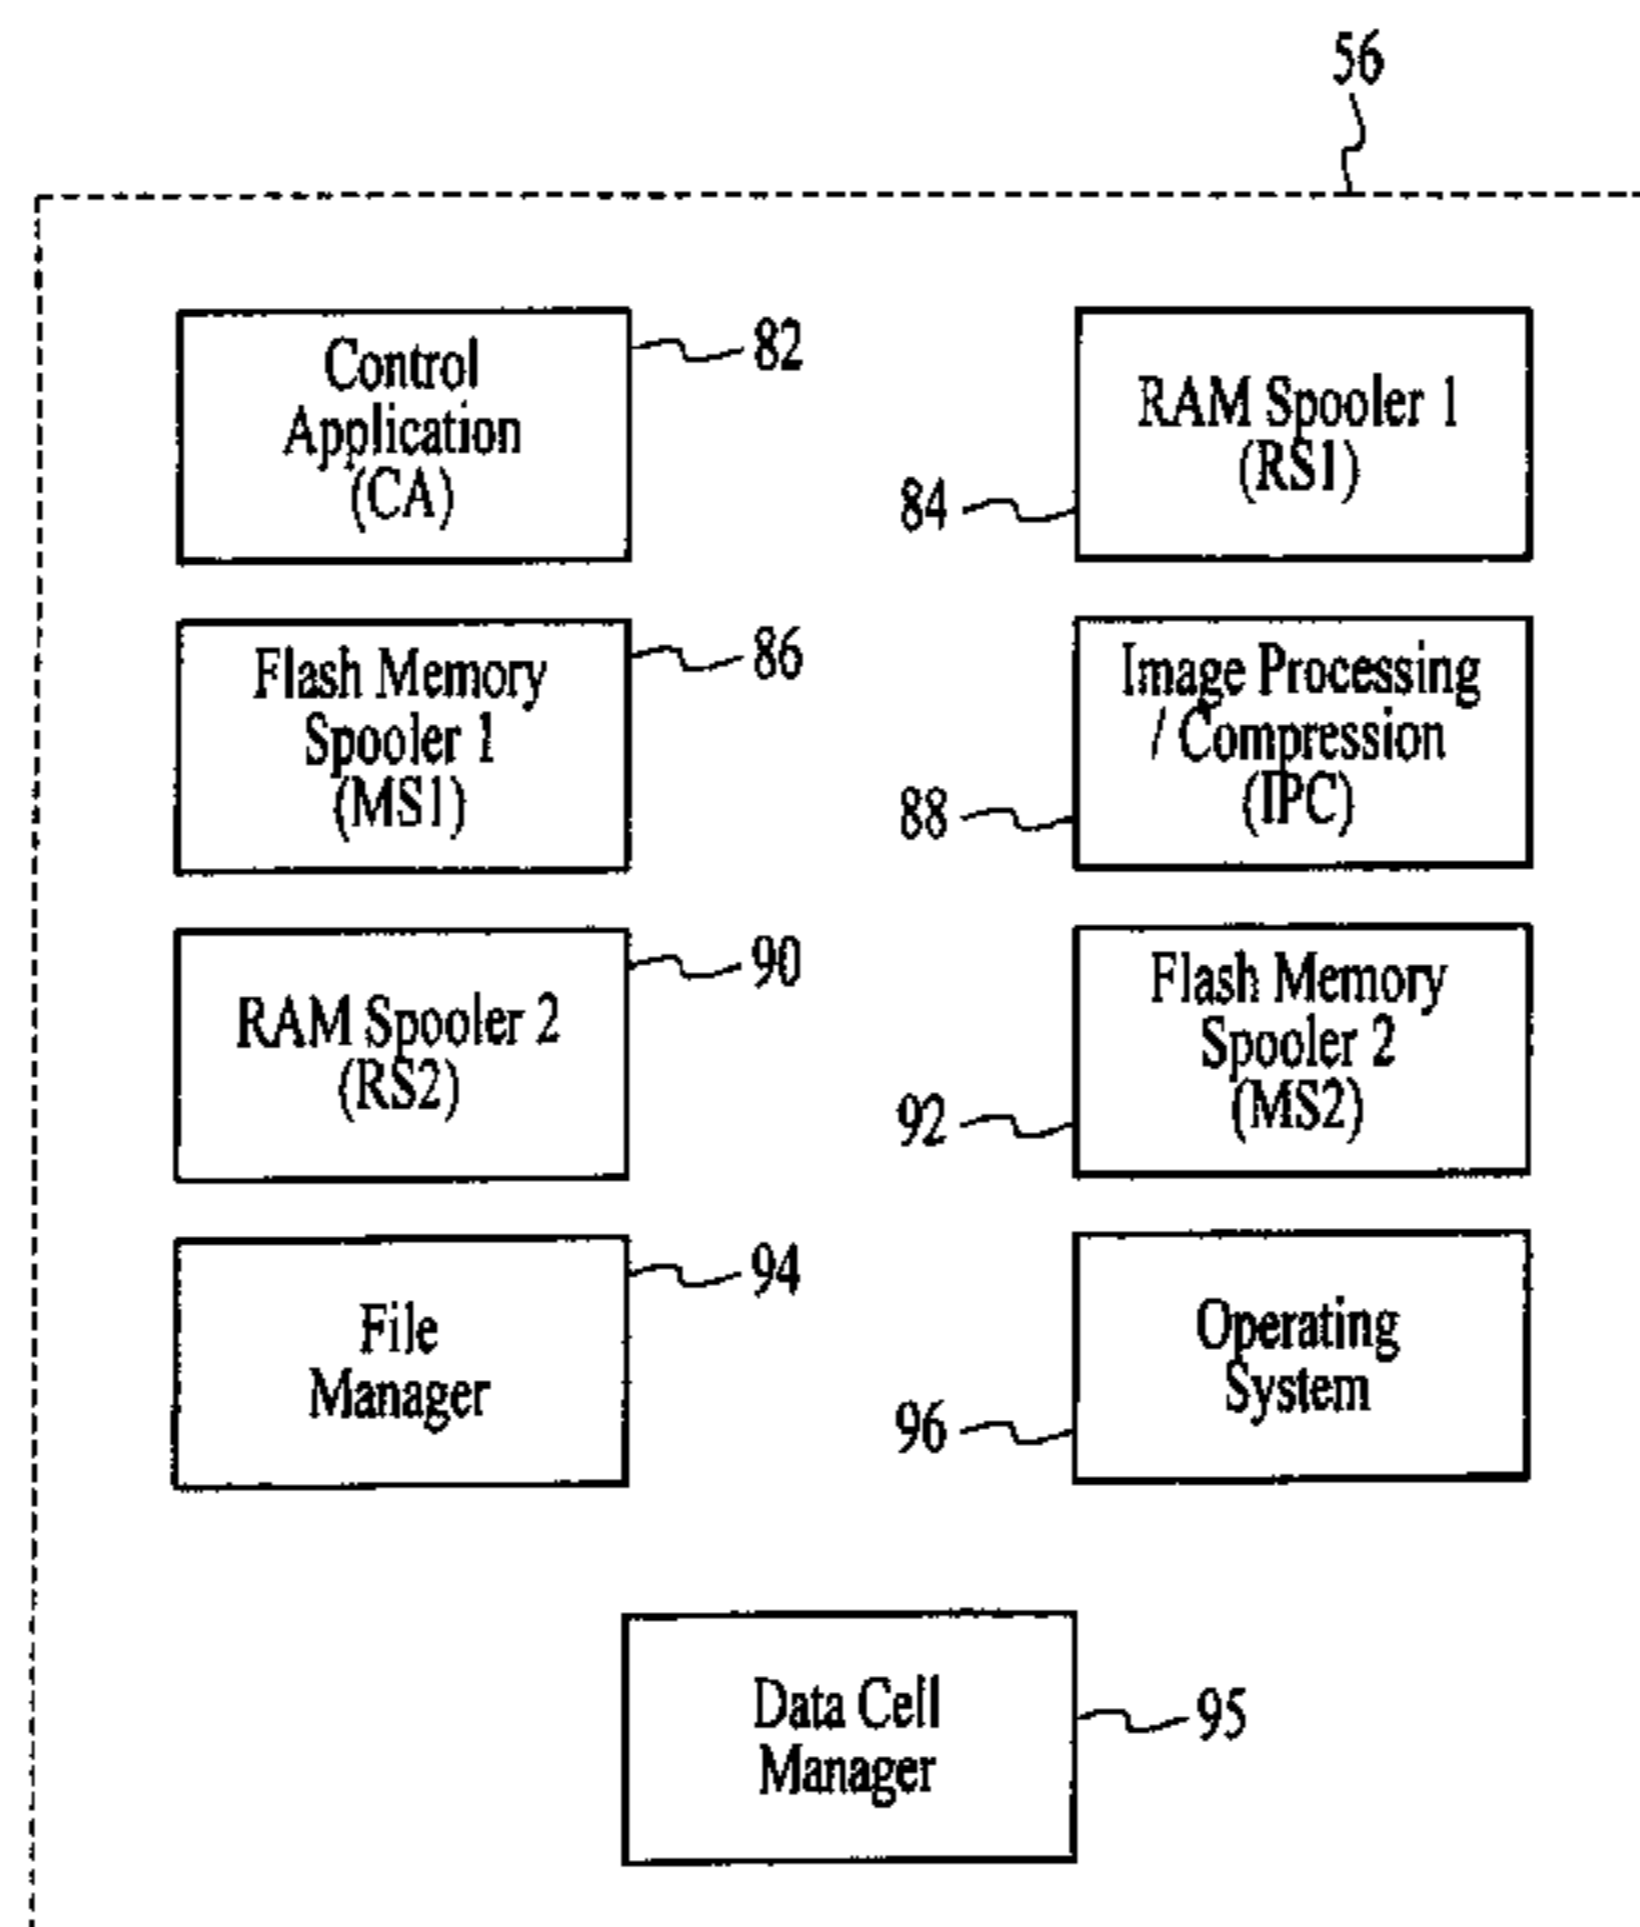 56
Control
Application
(CA)
82
RAM Spooler 1
(RS1)
84
Flash Memory
Spooler 1
(MS1)
86
Image Processing
/ Compression
(IPC)
88
RAM Spooler 2
(RS2)
90
Flash Memory
Spooler 2
(MS2)
92
File
Manager
94
Operating
System
96
Data Cell
Manager
95